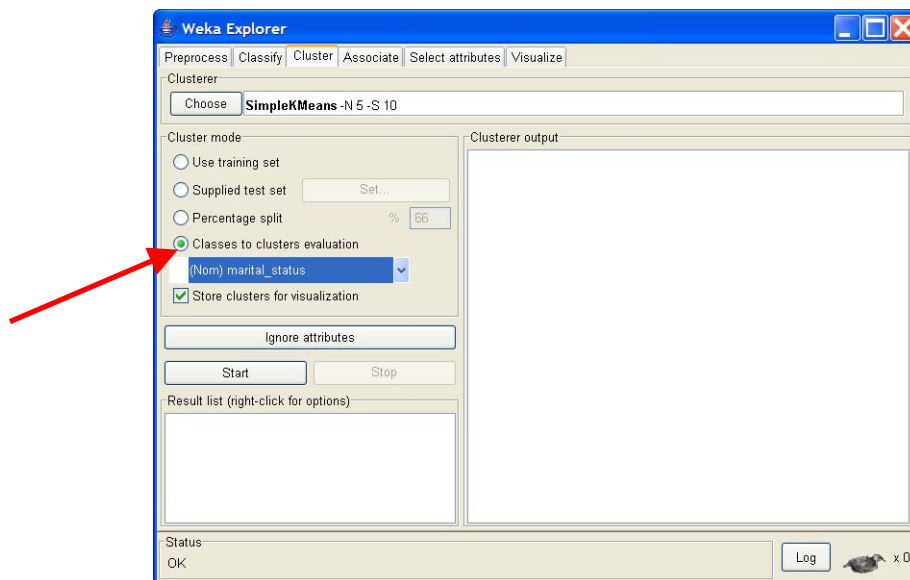 Weka Explorer
Preprocess Classify Cluster Associate Select attributes Visualize
Clusterer
Choose SimpleKMeans -N 5 -S 10
Cluster mode
Use training set
Supplied test set Set...
Percentage split % 66
Classes to clusters evaluation
(Nom) marital_status
Store clusters for visualization
Ignore attributes
Start Stop
Result list (right-click for options)
Clusterer output
Status
OK
Log x 0